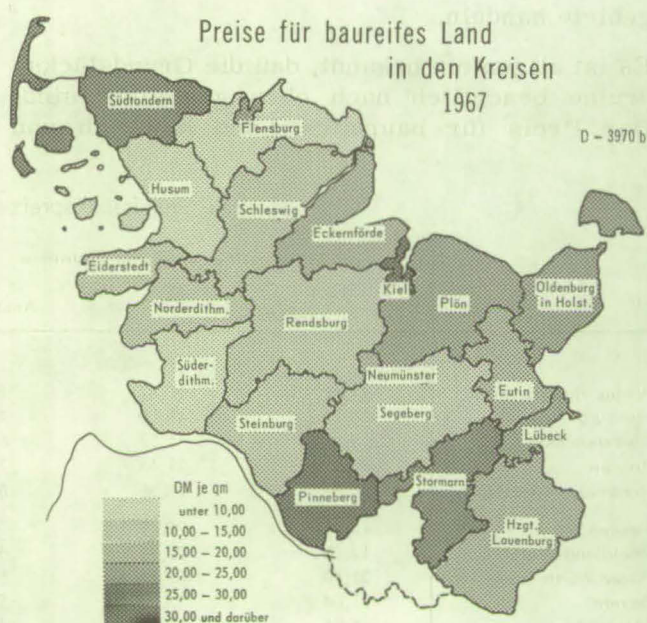 Preise für baureifes Land
in den Kreisen
1967
D – 3970 b
Südtondern
Flensburg
Husum
Schleswig
Eckernförde
Eiderstedt
Kiel
Plön
Oldenburg
in Holst.
Norderdithm.
Rendsburg
Süder-
dithm.
Neumünster
Eutin
Steinburg
Segeberg
Lübeck
Pinneberg
Stormarn
Hzgt.
Lauenburg
DM je qm
unter 10,00
10,00 – 15,00
15,00 – 20,00
20,00 – 25,00
25,00 – 30,00
30,00 und darüber